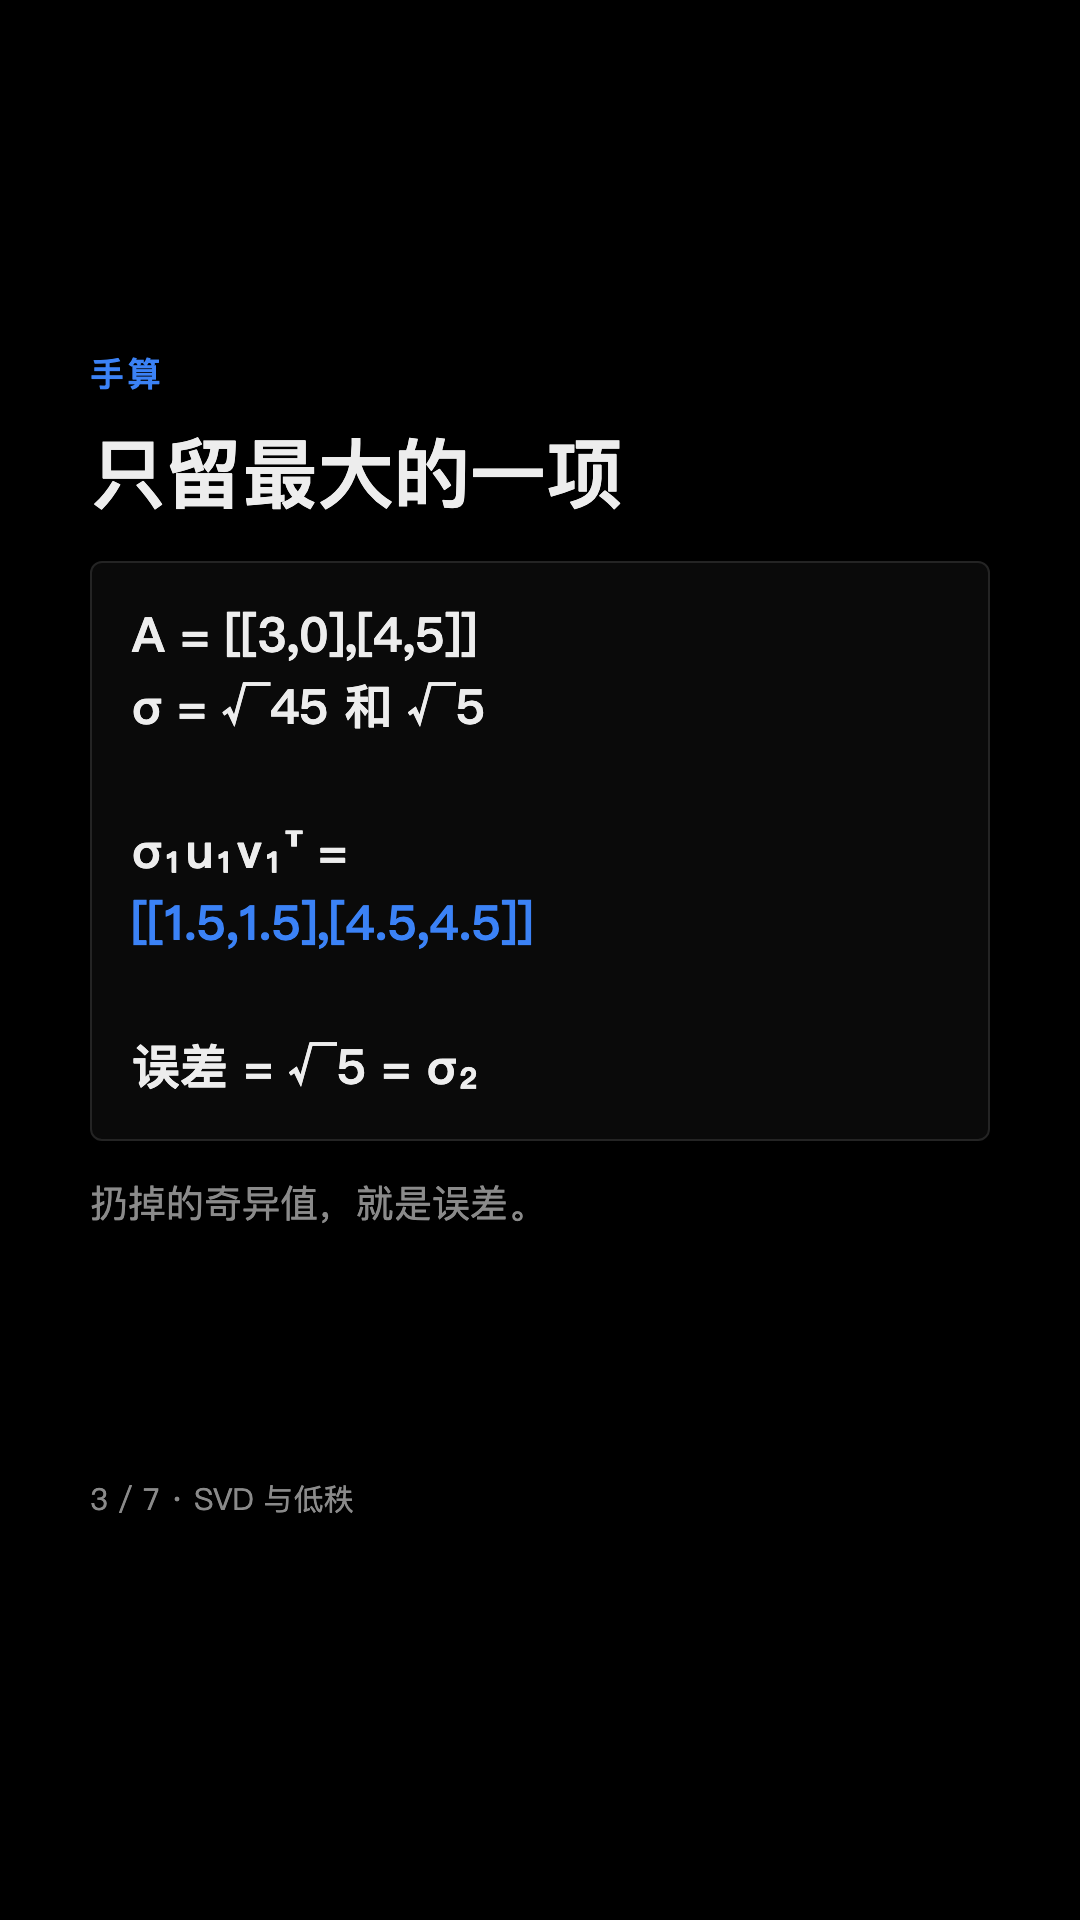 手算
只留最大的一项
A = [[3,0],[4,5]]
σ = √45 和 √5
σ₁u₁v₁ᵀ =
[[1.5,1.5],[4.5,4.5]]
误差 = √5 = σ₂
扔掉的奇异值，就是误差。
3 / 7 · SVD 与低秩